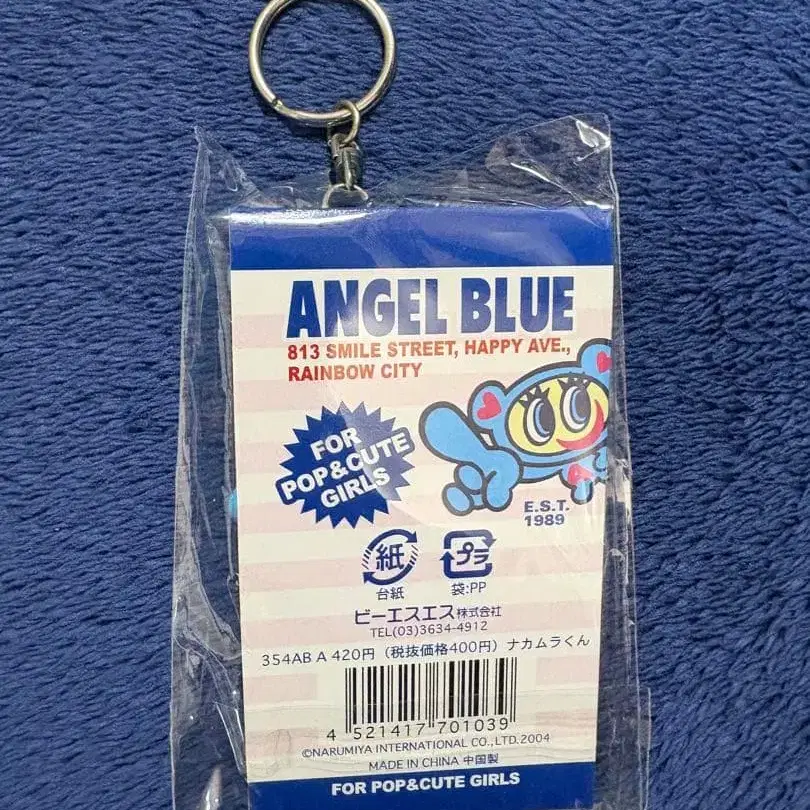 ANGEL BLUE
813 SMILE STREET, HAPPY AVE.,
RAINBOW CITY
FOR
POP&CUTE
GIRLS
E.S.T.
1989
紙 プラ
台紙 袋:PP
ビーエスエス株式会社
TEL(03)3634-4912
354AB A 420円(税抜価格400円)ナカムラくん
4 521417 701039
©NARUMIYA INTERNATIONAL CO.,LTD.2004
MADE IN CHINA 中国製
FOR POP&CUTE GIRLS